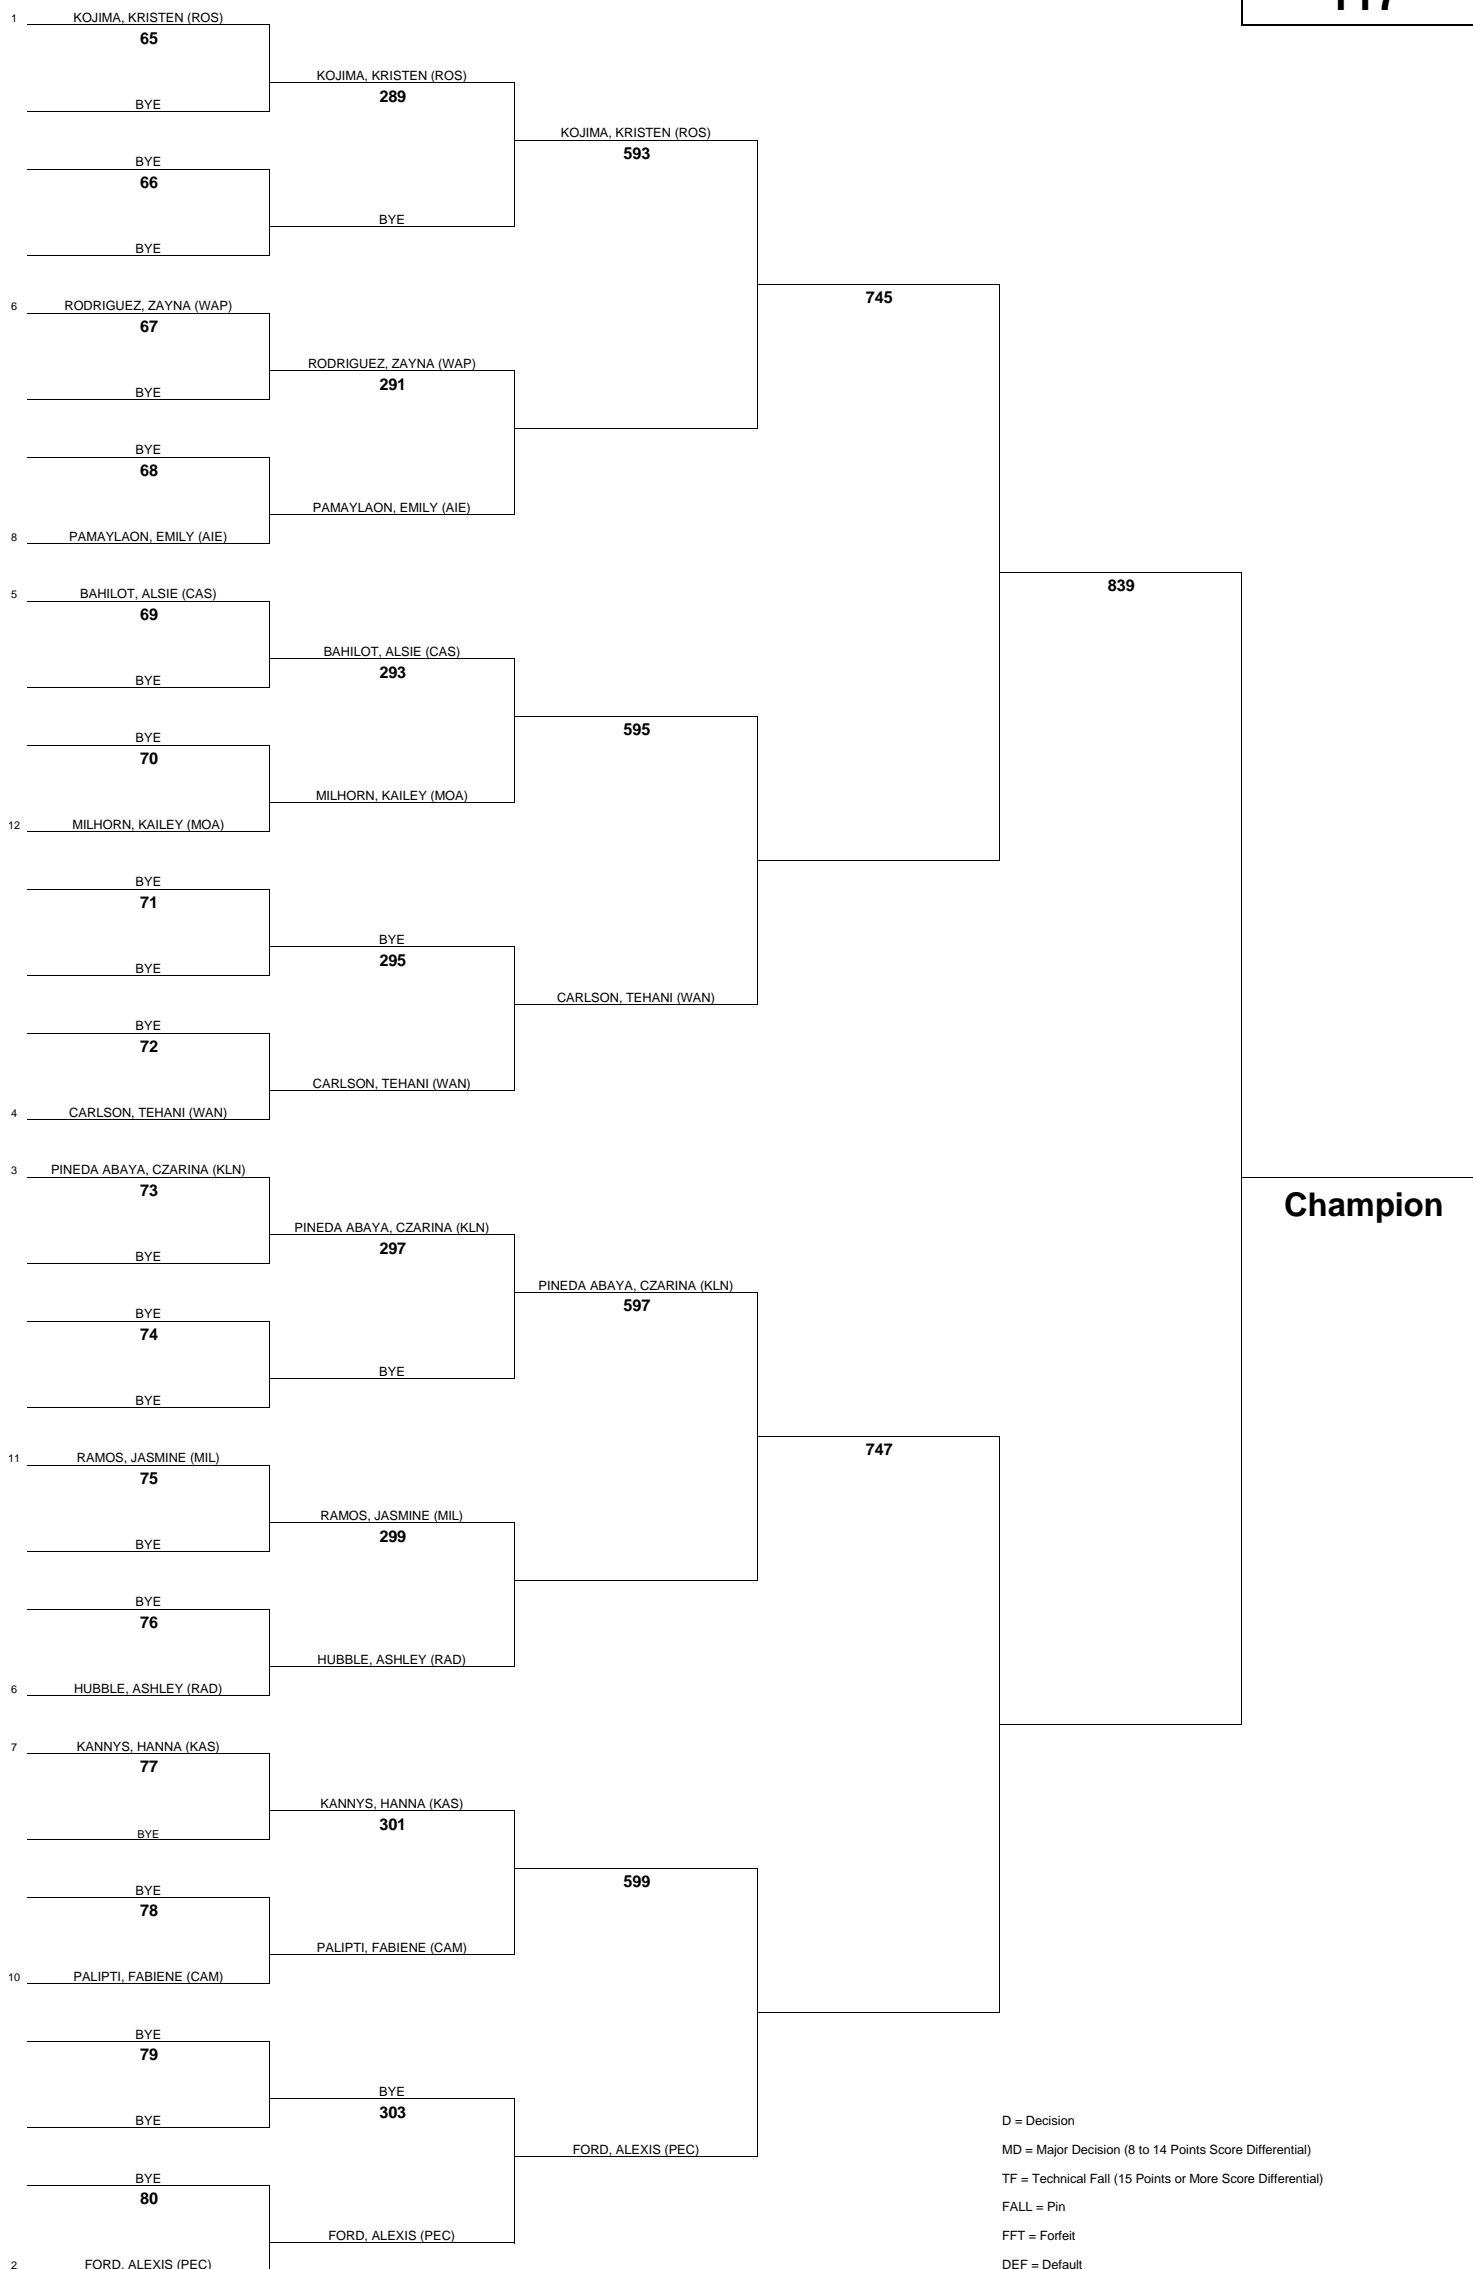 117
1 KOJIMA, KRISTEN (ROS)
65
KOJIMA, KRISTEN (ROS)
289
BYE
KOJIMA, KRISTEN (ROS)
593
BYE
66
BYE
BYE
745
6 RODRIGUEZ, ZAYNA (WAP)
67
RODRIGUEZ, ZAYNA (WAP)
291
BYE
BYE
68
PAMAYLAON, EMILY (AIE)
8 PAMAYLAON, EMILY (AIE)
839
5 BAHILOT, ALSIE (CAS)
69
BAHILOT, ALSIE (CAS)
293
BYE
595
BYE
70
MILHORN, KAILEY (MOA)
12 MILHORN, KAILEY (MOA)
BYE
71
BYE
295
BYE
CARLSON, TEHANI (WAN)
BYE
72
CARLSON, TEHANI (WAN)
4 CARLSON, TEHANI (WAN)
3 PINEDA ABAYA, CZARINA (KLN)
73
Champion
PINEDA ABAYA, CZARINA (KLN)
297
BYE
PINEDA ABAYA, CZARINA (KLN)
597
BYE
74
BYE
BYE
747
11 RAMOS, JASMINE (MIL)
75
RAMOS, JASMINE (MIL)
299
BYE
BYE
76
HUBBLE, ASHLEY (RAD)
6 HUBBLE, ASHLEY (RAD)
7 KANNYS, HANNA (KAS)
77
KANNYS, HANNA (KAS)
301
BYE
599
BYE
78
PALIPTI, FABIENE (CAM)
10 PALIPTI, FABIENE (CAM)
BYE
79
BYE
303
BYE
FORD, ALEXIS (PEC)
BYE
80
FORD, ALEXIS (PEC)
2 FORD, ALEXIS (PEC)
D = Decision
MD = Major Decision (8 to 14 Points Score Differential)
TF = Technical Fall (15 Points or More Score Differential)
FALL = Pin
FFT = Forfeit
DEF = Default